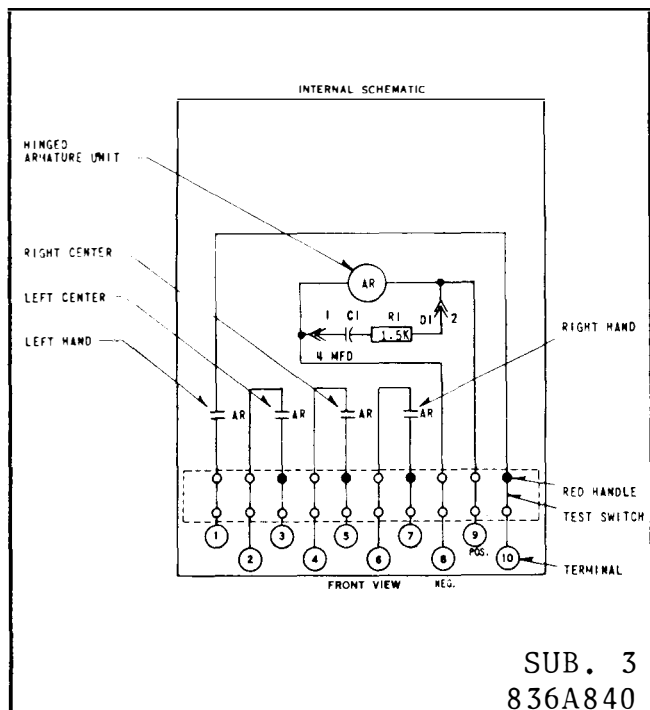 INTERNAL SCHEMATIC
HINGED
ARMATURE UNIT
RIGHT CENTER
LEFT CENTER
LEFT HAND
RIGHT HAND
AR
1 C1 R1 D1 2
1.5K
4 MFD
AR AR AR AR
RED HANDLE
TEST SWITCH
1 3 5 7 9
POS.
2 4 6 8 10
TERMINAL
FRONT VIEW NEG.
SUB. 3
836A840